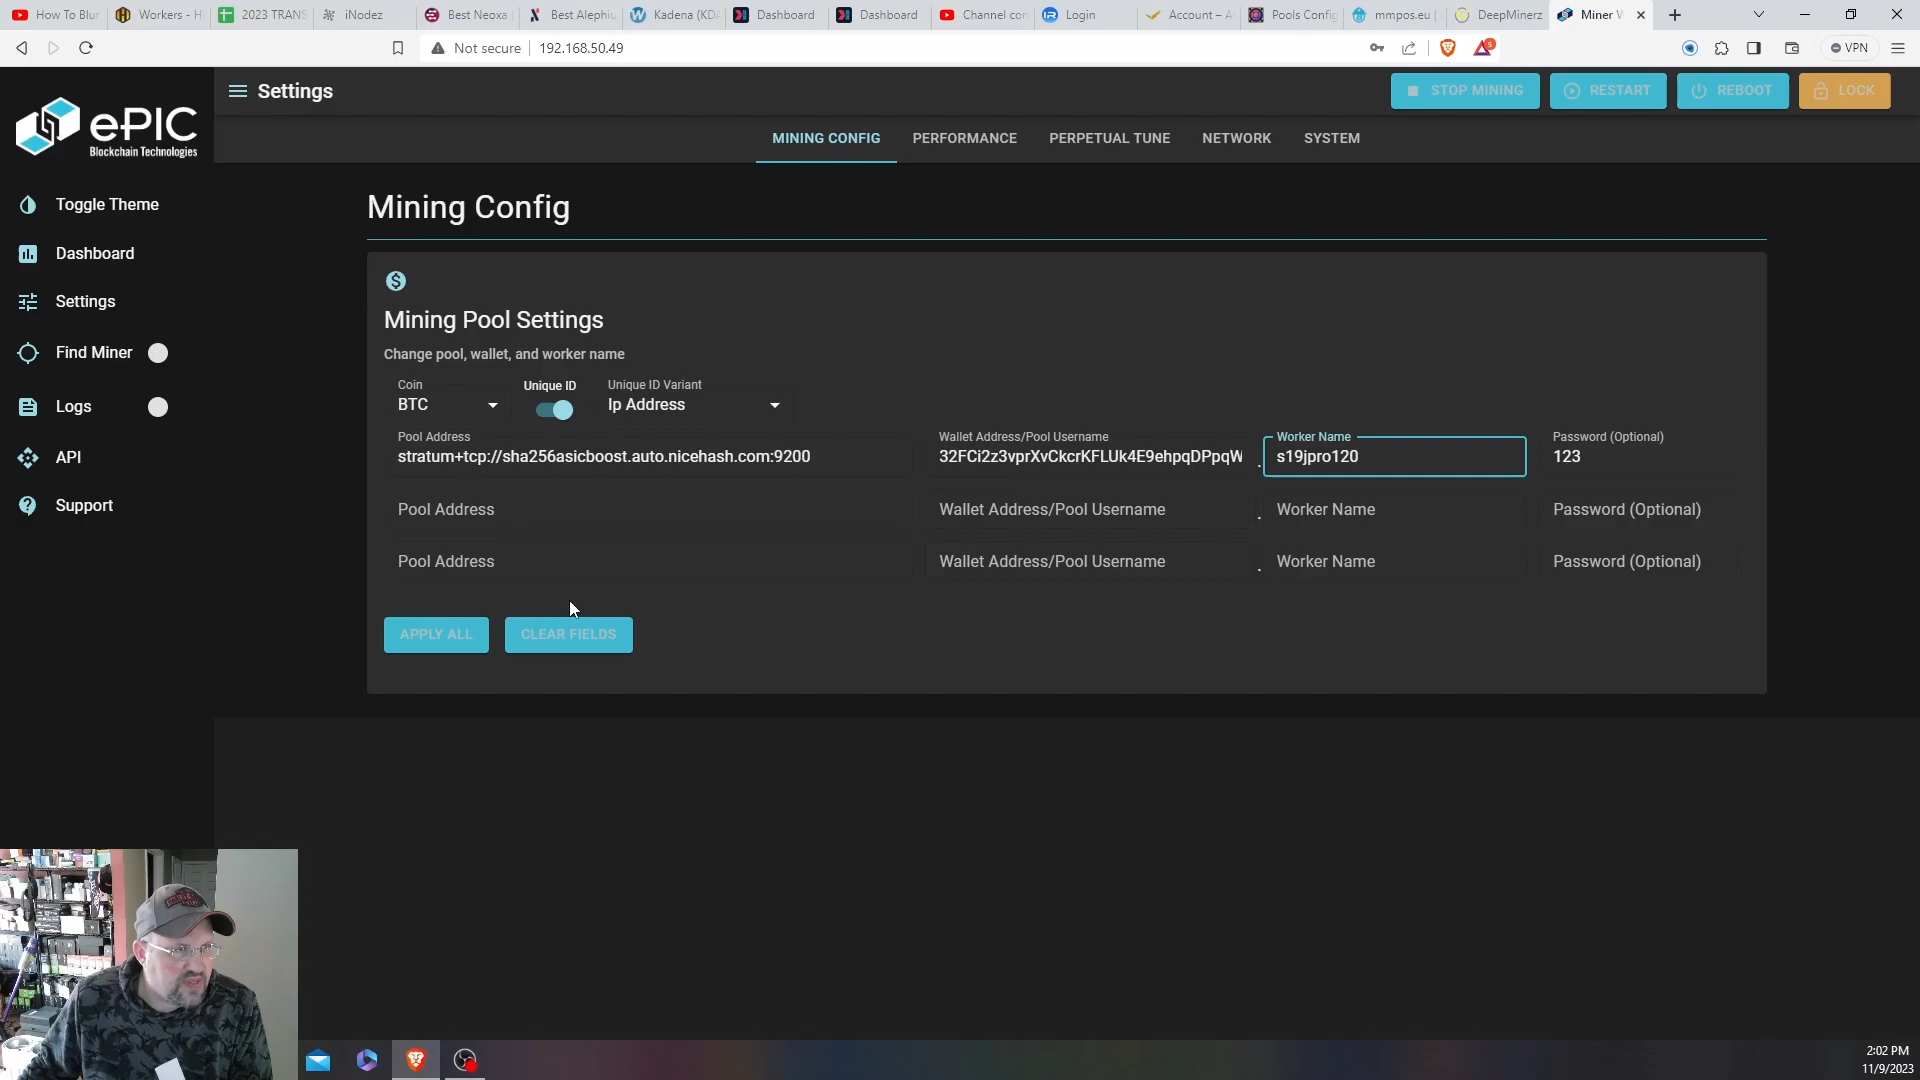 How To Blur
Workers - H
2023 TRANS
iNodez
Best Neoxa
Best Alephiu
Kadena (KDA
Dashboard
Dashboard
Channel con
Login
Account – A
Pools Config
mmpos.eu
DeepMinerz
Miner W
Not secure
192.168.50.49
5
VPN
ePIC
Blockchain Technologies
Settings
STOP MINING
RESTART
REBOOT
LOCK
MINING CONFIG
PERFORMANCE
PERPETUAL TUNE
NETWORK
SYSTEM
Toggle Theme
Dashboard
Settings
Find Miner
Logs
API
Support
Mining Config
Mining Pool Settings
Change pool, wallet, and worker name
Coin
BTC
Unique ID
Unique ID Variant
Ip Address
Pool Address
stratum+tcp://sha256asicboost.auto.nicehash.com:9200
Wallet Address/Pool Username
32FCi2z3vprXvCkcrKFLUk4E9ehpqDPpqW
.
Worker Name
s19jpro120
Password (Optional)
123
Pool Address
Wallet Address/Pool Username
.
Worker Name
Password (Optional)
Pool Address
Wallet Address/Pool Username
.
Worker Name
Password (Optional)
APPLY ALL
CLEAR FIELDS
2:02 PM
11/9/2023